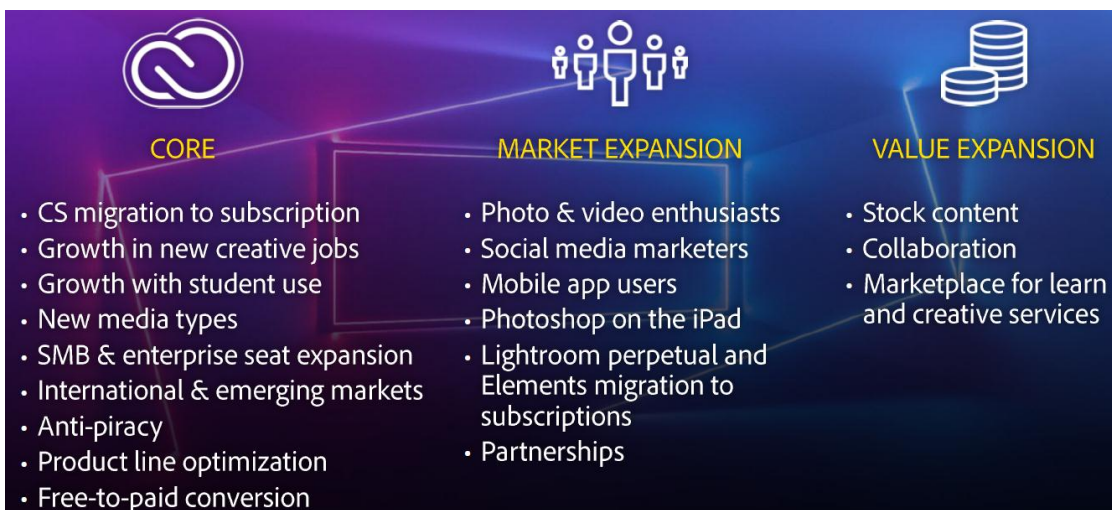 CORE
• CS migration to subscription
• Growth in new creative jobs
• Growth with student use
• New media types
• SMB & enterprise seat expansion
• International & emerging markets
• Anti-piracy
• Product line optimization
• Free-to-paid conversion
MARKET EXPANSION
• Photo & video enthusiasts
• Social media marketers
• Mobile app users
• Photoshop on the iPad
• Lightroom perpetual and
Elements migration to
subscriptions
• Partnerships
VALUE EXPANSION
• Stock content
• Collaboration
• Marketplace for learn
and creative services